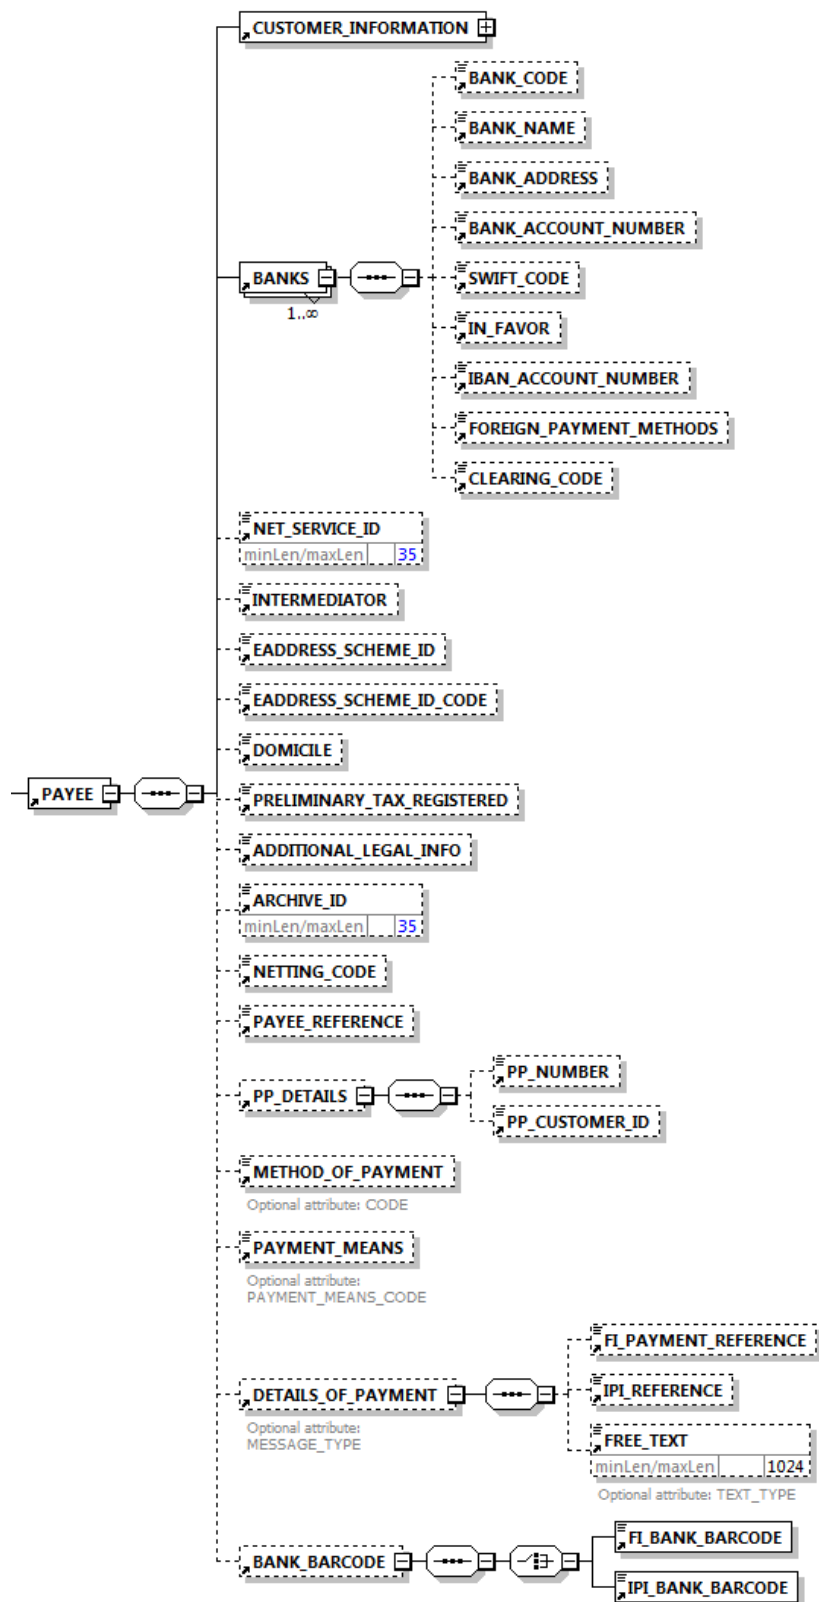 CUSTOMER_INFORMATION
BANK_CODE
BANK_NAME
BANK_ADDRESS
BANK_ACCOUNT_NUMBER
BANKS
1..∞
SWIFT_CODE
IN_FAVOR
IBAN_ACCOUNT_NUMBER
FOREIGN_PAYMENT_METHODS
CLEARING_CODE
NET_SERVICE_ID
minLen/maxLen 35
INTERMEDIATOR
EADDRESS_SCHEME_ID
EADDRESS_SCHEME_ID_CODE
DOMICILE
PAYEE
PRELIMINARY_TAX_REGISTERED
ADDITIONAL_LEGAL_INFO
ARCHIVE_ID
minLen/maxLen 35
NETTING_CODE
PAYEE_REFERENCE
PP_DETAILS
PP_NUMBER
PP_CUSTOMER_ID
METHOD_OF_PAYMENT
Optional attribute: CODE
PAYMENT_MEANS
Optional attribute:
PAYMENT_MEANS_CODE
DETAILS_OF_PAYMENT
Optional attribute:
MESSAGE_TYPE
FI_PAYMENT_REFERENCE
IPI_REFERENCE
FREE_TEXT
minLen/maxLen 1024
Optional attribute: TEXT_TYPE
BANK_BARCODE
FI_BANK_BARCODE
IPI_BANK_BARCODE